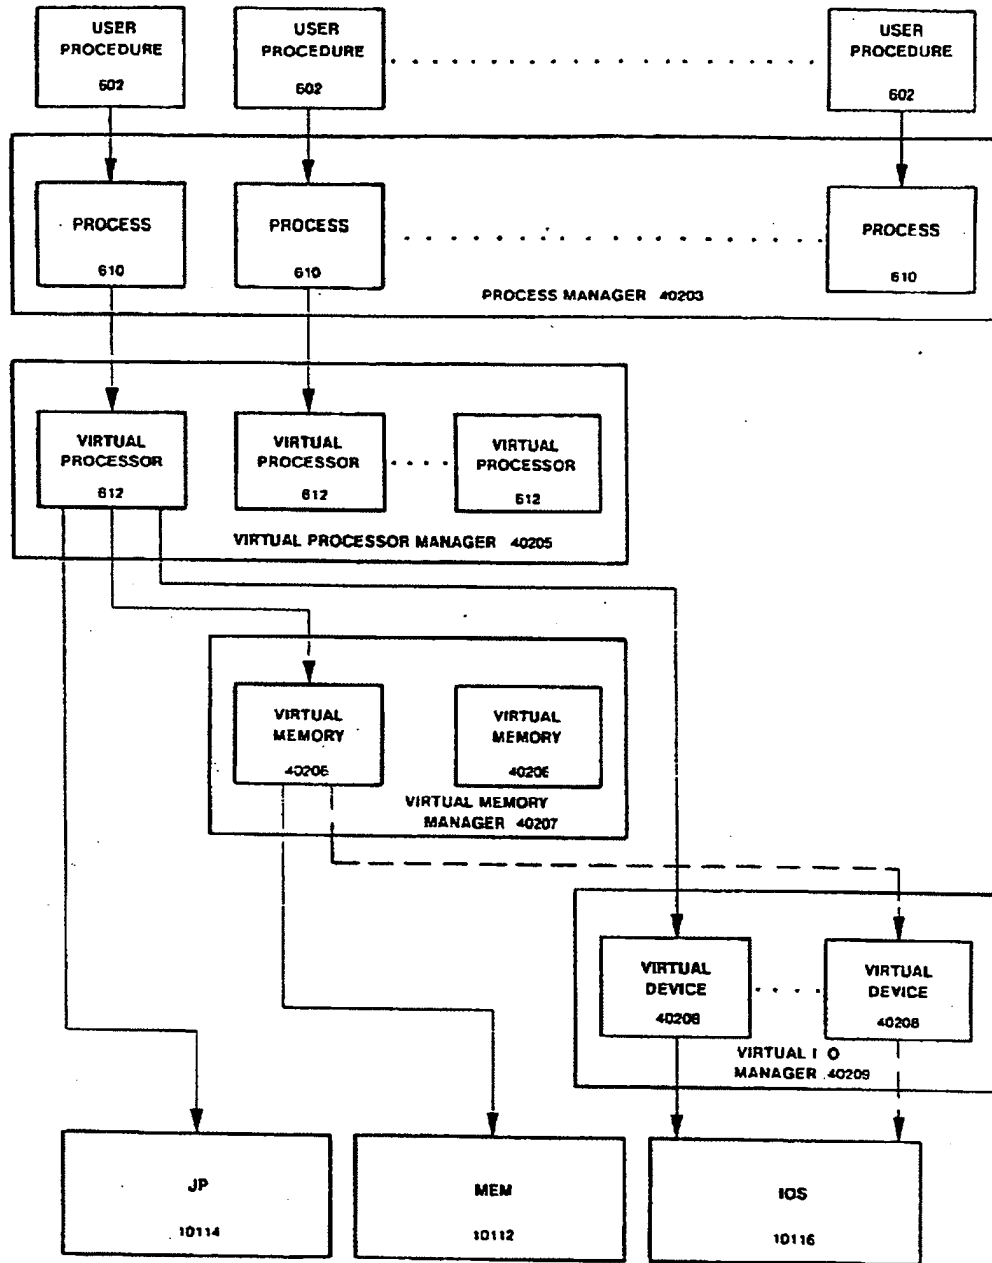 USER
PROCEDURE
602
USER
PROCEDURE
602
USER
PROCEDURE
602
PROCESS
610
PROCESS
610
PROCESS
610
PROCESS MANAGER 40203
VIRTUAL
PROCESSOR
612
VIRTUAL
PROCESSOR
612
VIRTUAL
PROCESSOR
612
VIRTUAL PROCESSOR MANAGER 40205
VIRTUAL
MEMORY
40206
VIRTUAL
MEMORY
40206
VIRTUAL MEMORY
MANAGER 40207
VIRTUAL
DEVICE
40208
VIRTUAL
DEVICE
40208
VIRTUAL I O
MANAGER 40209
JP
10114
MEM
10112
IOS
10116